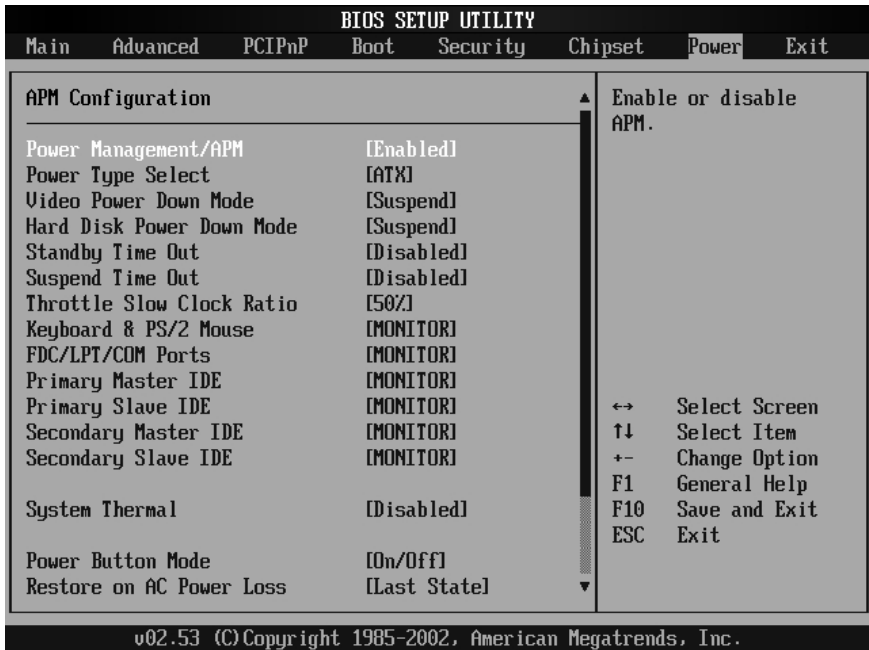 BIOS SETUP UTILITY
Main Advanced PCIPnP Boot Security Chipset Power Exit
APM Configuration
Power Management/APM [Enabled]
Power Type Select [ATX]
Video Power Down Mode [Suspend]
Hard Disk Power Down Mode [Suspend]
Standby Time Out [Disabled]
Suspend Time Out [Disabled]
Throttle Slow Clock Ratio [50%]
Keyboard & PS/2 Mouse [MONITOR]
FDC/LPT/COM Ports [MONITOR]
Primary Master IDE [MONITOR]
Primary Slave IDE [MONITOR]
Secondary Master IDE [MONITOR]
Secondary Slave IDE [MONITOR]
System Thermal [Disabled]
Power Button Mode [On/Off]
Restore on AC Power Loss [Last State]
Enable or disable
APM.
↔ Select Screen
↑↓ Select Item
+- Change Option
F1 General Help
F10 Save and Exit
ESC Exit
v02.53 (C)Copyright 1985-2002, American Megatrends, Inc.